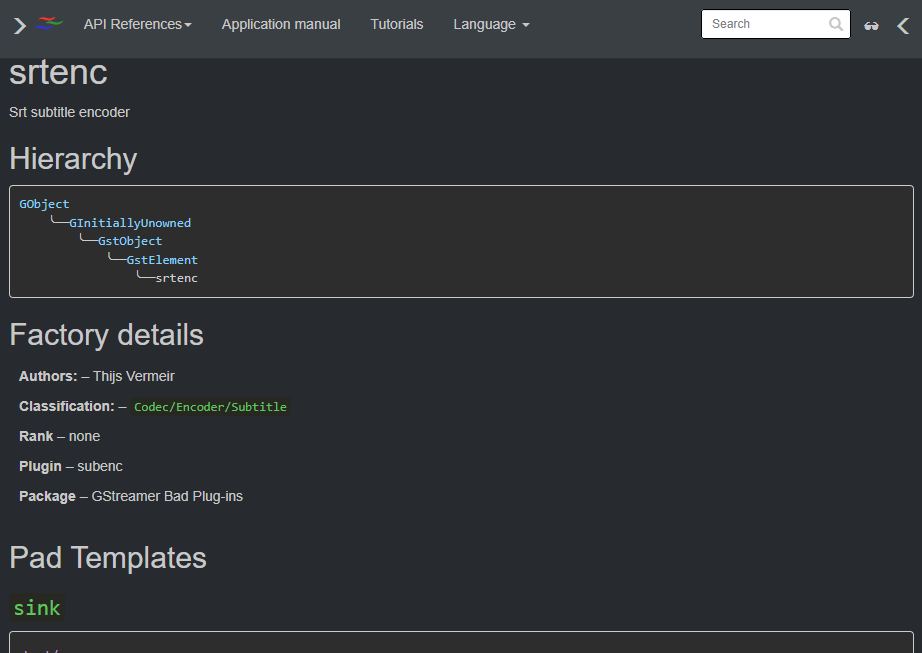 API References
Application manual
Tutorials
Language
Search
srtenc
Srt subtitle encoder
Hierarchy
GObject
╰──GInitiallyUnowned
╰──GstObject
╰──GstElement
╰──srtenc
Factory details
Authors: – Thijs Vermeir
Classification: – Codec/Encoder/Subtitle
Rank – none
Plugin – subenc
Package – GStreamer Bad Plug-ins
Pad Templates
sink